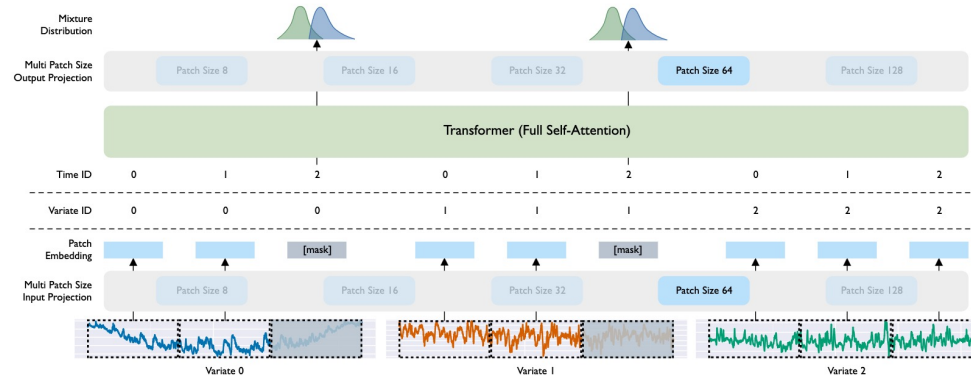 Mixture
Distribution
Multi Patch Size
Output Projection
Patch Size 8
Patch Size 16
Patch Size 32
Patch Size 64
Patch Size 128
Transformer (Full Self-Attention)
Time ID
0
1
2
0
1
2
0
1
2
Variate ID
0
0
0
1
1
1
2
2
2
Patch
Embedding
[mask]
[mask]
Multi Patch Size
Input Projection
Patch Size 8
Patch Size 16
Patch Size 32
Patch Size 64
Patch Size 128
Variate 0
Variate 1
Variate 2